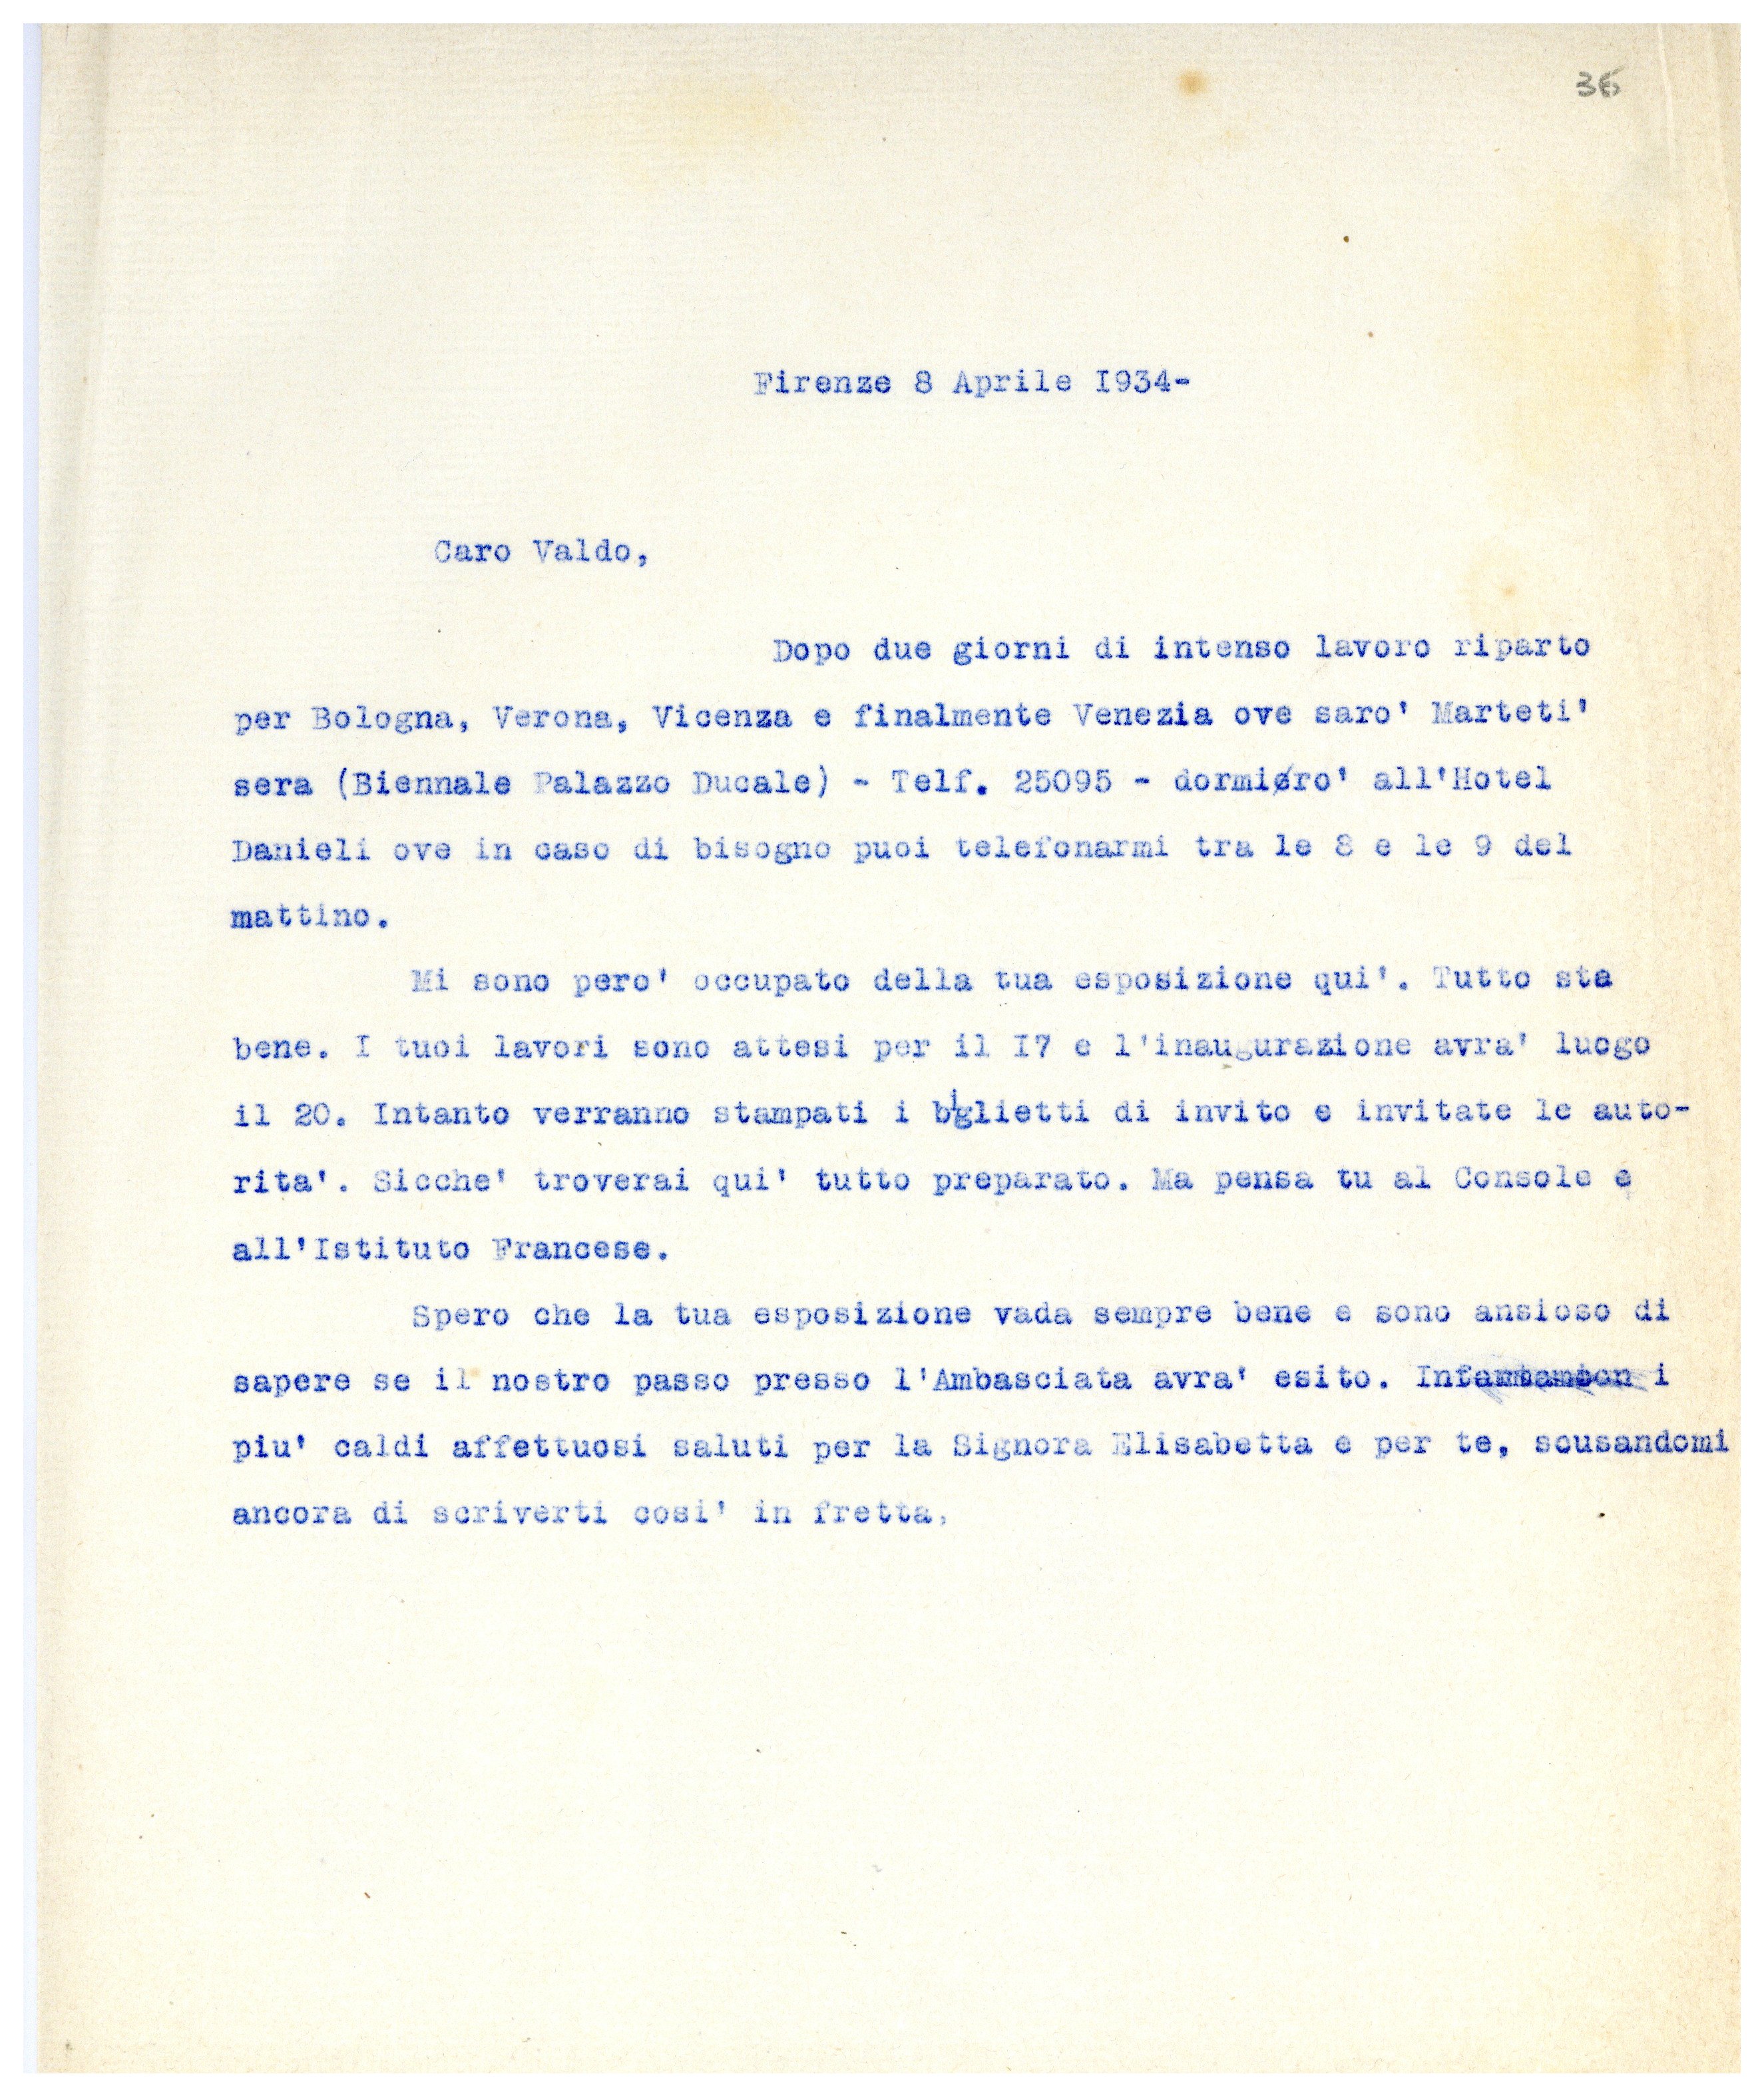 36
Firenze 8 Aprile I934-
Caro Valdo,
Dopo due giorni di intenso lavoro riparto
per Bologna, Verona, Vicenza e finalmente Venezia ove saro' Marteti'
sera (Biennale Palazzo Ducale) - Telf. 25095 - dormiro' all'Hotel
Danieli ove in caso di bisogno puoi telefonarmi tra le 8 e le 9 del
mattino.
Mi sono pero' occupato della tua esposizione qui'. Tutto sta
bene. I tuoi lavori sono attesi per il I7 e l'inaugurazione avra' luogo
il 20. Intanto verranno stampati i biglietti di invito e invitate le auto-
rita'. Sicche' troverai qui' tutto preparato. Ma pensa tu al Console e
all'Istituto Francese.
Spero che la tua esposizione vada sempre bene e sono ansioso di
sapere se il nostro passo presso l'Ambasciata avra' esito. i
piu' caldi affettuosi saluti per la Signora Elisabetta e per te, scusandomi
ancora di scriverti cosi' in fretta,